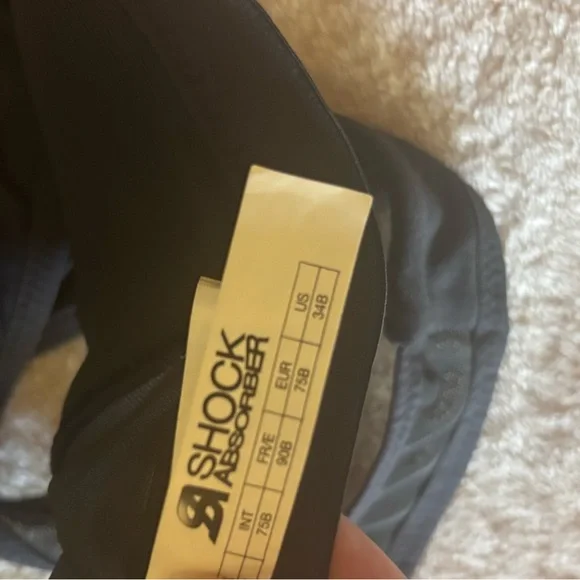 SHOCK
ABSORBER
INT FR/E EUR US
75B 90B 75B 34B